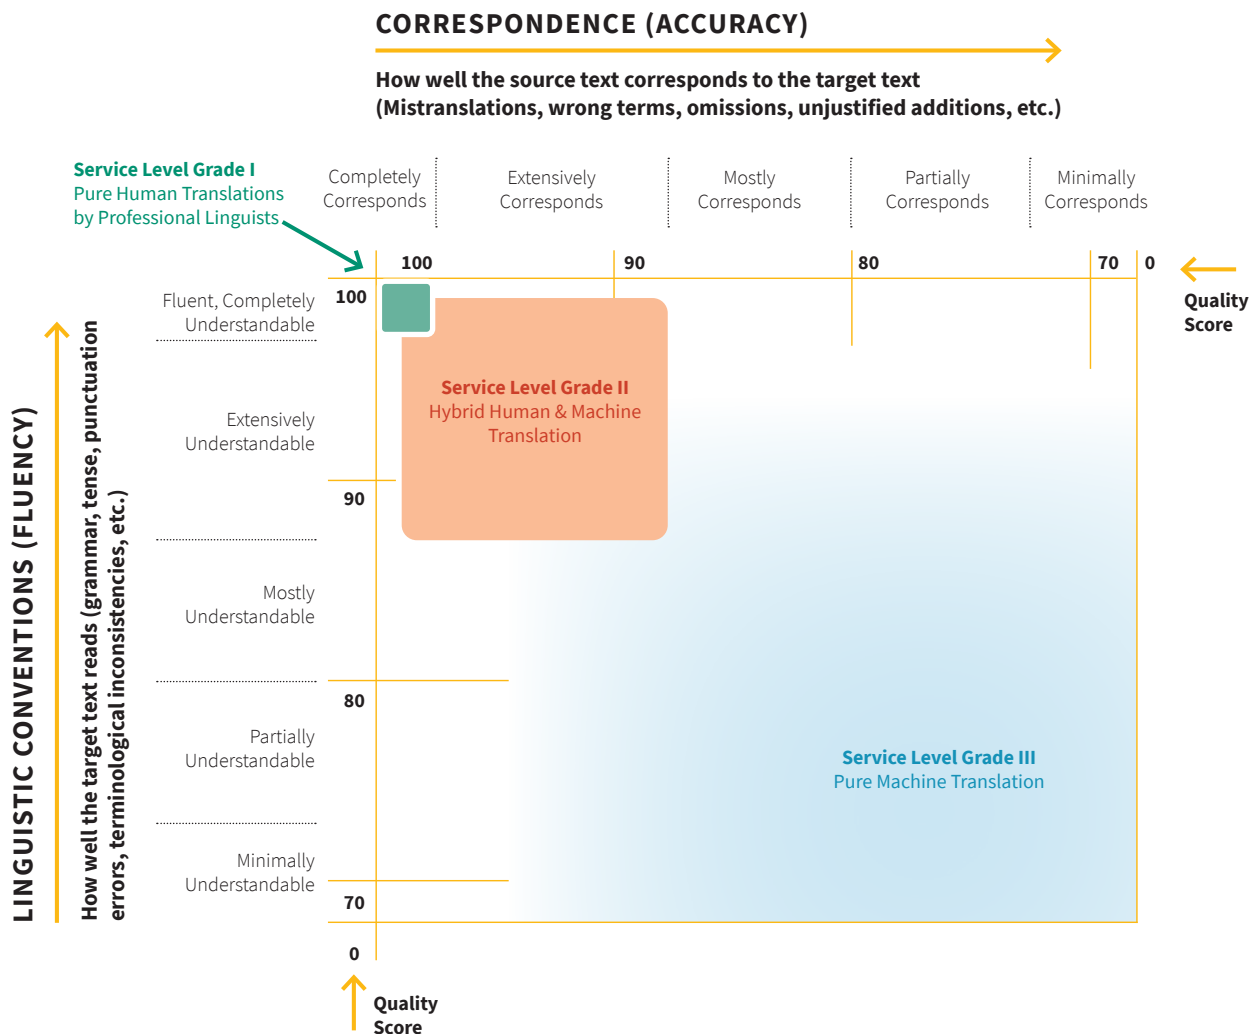 CORRESPONDENCE (ACCURACY)
How well the source text corresponds to the target text
(Mistranslations, wrong terms, omissions, unjustified additions, etc.)
Service Level Grade I
Pure Human Translations
by Professional Linguists
Completely
Corresponds
Extensively
Corresponds
Mostly
Corresponds
Partially
Corresponds
Minimally
Corresponds
100
90
80
70
0
Quality
Score
LINGUISTIC CONVENTIONS (FLUENCY)
How well the target text reads (grammar, tense, punctuation
errors, terminological inconsistencies, etc.)
Fluent, Completely
Understandable
Extensively
Understandable
Mostly
Understandable
Partially
Understandable
Minimally
Understandable
100
90
80
70
0
Quality
Score
Service Level Grade II
Hybrid Human & Machine
Translation
Service Level Grade III
Pure Machine Translation